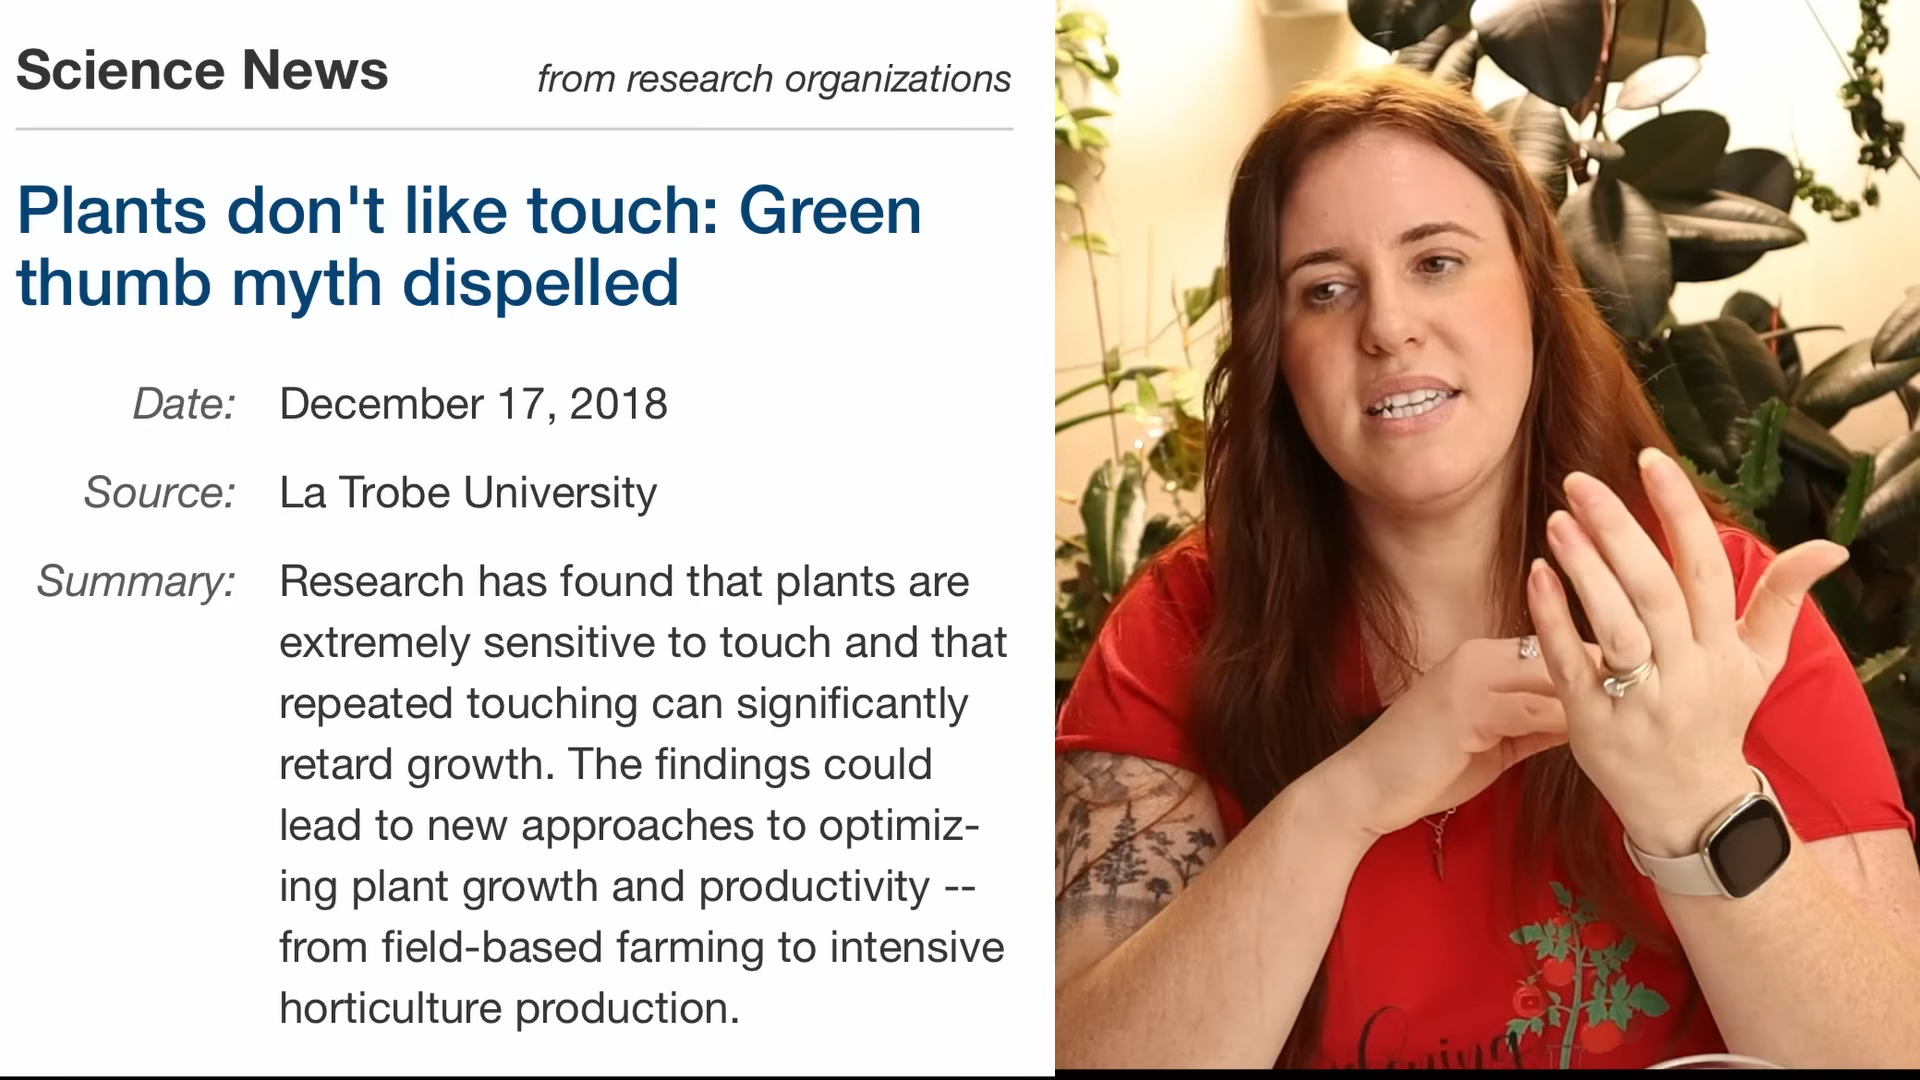 Science News from research organizations
Plants don't like touch: Green
thumb myth dispelled
Date: December 17, 2018
Source: La Trobe University
Summary: Research has found that plants are
extremely sensitive to touch and that
repeated touching can significantly
retard growth. The findings could
lead to new approaches to optimiz-
ing plant growth and productivity --
from field-based farming to intensive
horticulture production.